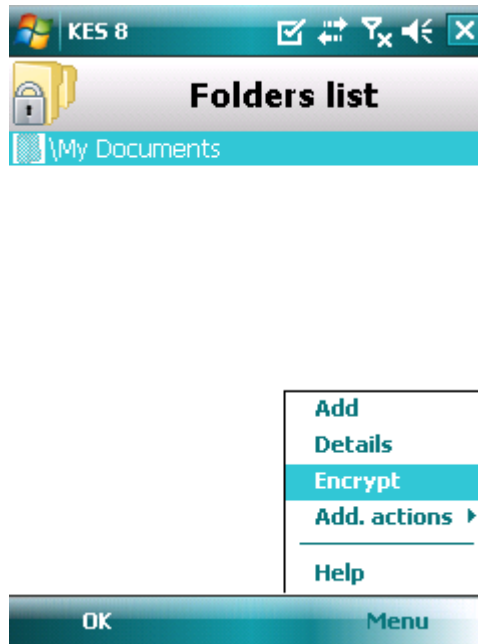 KES 8
Folders list
\My Documents
Add
Details
Encrypt
Add. actions
Help
OK
Menu